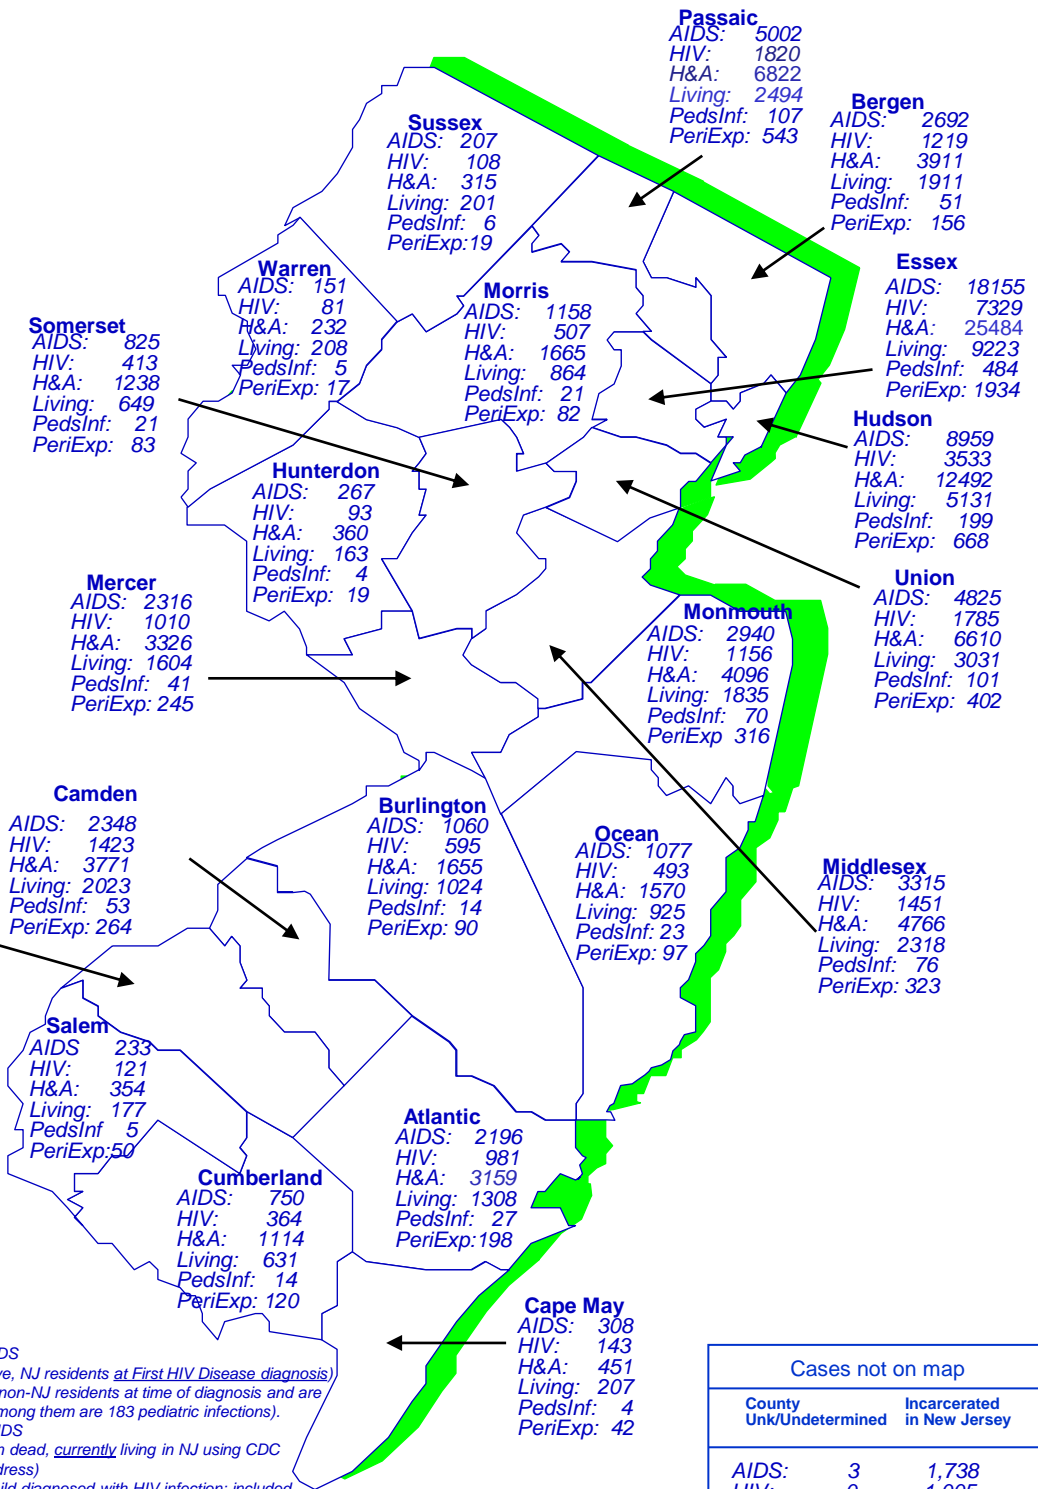 Passaic
AIDS: 5002
HIV: 1820
H&A: 6822
Living: 2494
PedsInf: 107
PeriExp: 543
Bergen
AIDS: 2692
HIV: 1219
H&A: 3911
Living: 1911
PedsInf: 51
PeriExp: 156
Sussex
AIDS: 207
HIV: 108
H&A: 315
Living: 201
PedsInf: 6
PeriExp:19
Warren
AIDS: 151
HIV: 81
H&A: 232
Living: 208
PedsInf: 5
PeriExp: 17
Morris
AIDS: 1158
HIV: 507
H&A: 1665
Living: 864
PedsInf: 21
PeriExp: 82
Essex
AIDS: 18155
HIV: 7329
H&A: 25484
Living: 9223
PedsInf: 484
PeriExp: 1934
Somerset
AIDS: 825
HIV: 413
H&A: 1238
Living: 649
PedsInf: 21
PeriExp: 83
Hudson
AIDS: 8959
HIV: 3533
H&A: 12492
Living: 5131
PedsInf: 199
PeriExp: 668
Hunterdon
AIDS: 267
HIV: 93
H&A: 360
Living: 163
PedsInf: 4
PeriExp: 19
Mercer
AIDS: 2316
HIV: 1010
H&A: 3326
Living: 1604
PedsInf: 41
PeriExp: 245
Union
AIDS: 4825
HIV: 1785
H&A: 6610
Living: 3031
PedsInf: 101
PeriExp: 402
Monmouth
AIDS: 2940
HIV: 1156
H&A: 4096
Living: 1835
PedsInf: 70
PeriExp 316
Camden
AIDS: 2348
HIV: 1423
H&A: 3771
Living: 2023
PedsInf: 53
PeriExp: 264
Burlington
AIDS: 1060
HIV: 595
H&A: 1655
Living: 1024
PedsInf: 14
PeriExp: 90
Ocean
AIDS: 1077
HIV: 493
H&A: 1570
Living: 925
PedsInf: 23
PeriExp: 97
Middlesex
AIDS: 3315
HIV: 1451
H&A: 4766
Living: 2318
PedsInf: 76
PeriExp: 323
Salem
AIDS 233
HIV: 121
H&A: 354
Living: 177
PedsInf 5
PeriExp:50
Atlantic
AIDS: 2196
HIV: 981
H&A: 3159
Living: 1308
PedsInf: 27
PeriExp:198
Cumberland
AIDS: 750
HIV: 364
H&A: 1114
Living: 631
PedsInf: 14
PeriExp: 120
Cape May
AIDS: 308
HIV: 143
H&A: 451
Living: 207
PedsInf: 4
PeriExp: 42
DS
ve, NJ residents at First HIV Disease diagnosis)
non-NJ residents at time of diagnosis and are
mong them are 183 pediatric infections).
IDS
n dead, currently living in NJ using CDC
dress)
ild diagnosed with HIV infection; included
Cases not on map
County Incarcerated
Unk/Undetermined in New Jersey
AIDS: 3 1,738
HIV: 0 1,005